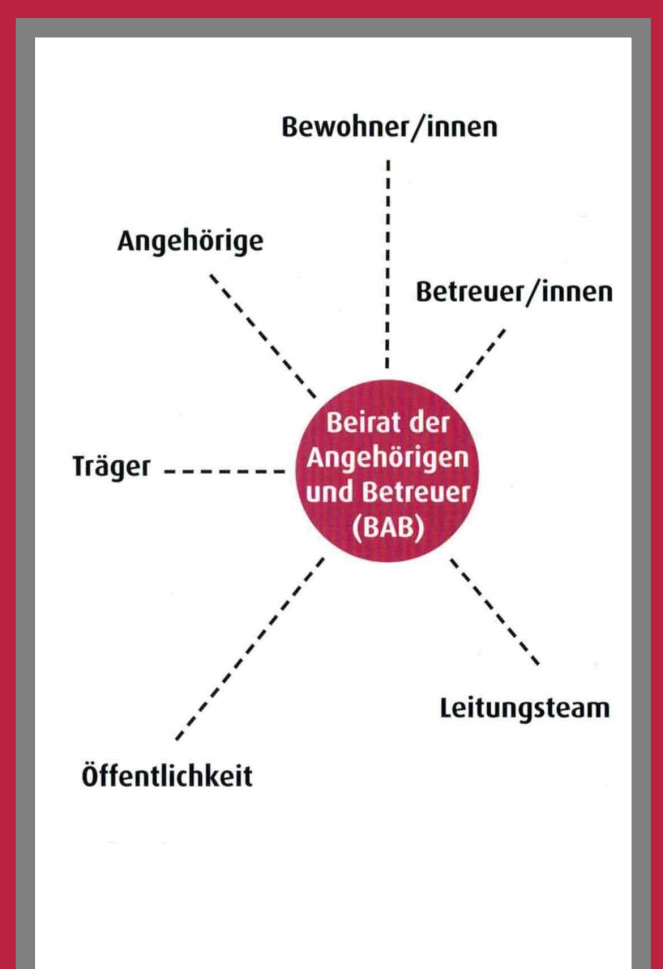 Bewohner/innen
Angehörige
Betreuer/innen
Beirat der
Angehörigen
und Betreuer
(BAB)
Träger
Leitungsteam
Öffentlichkeit